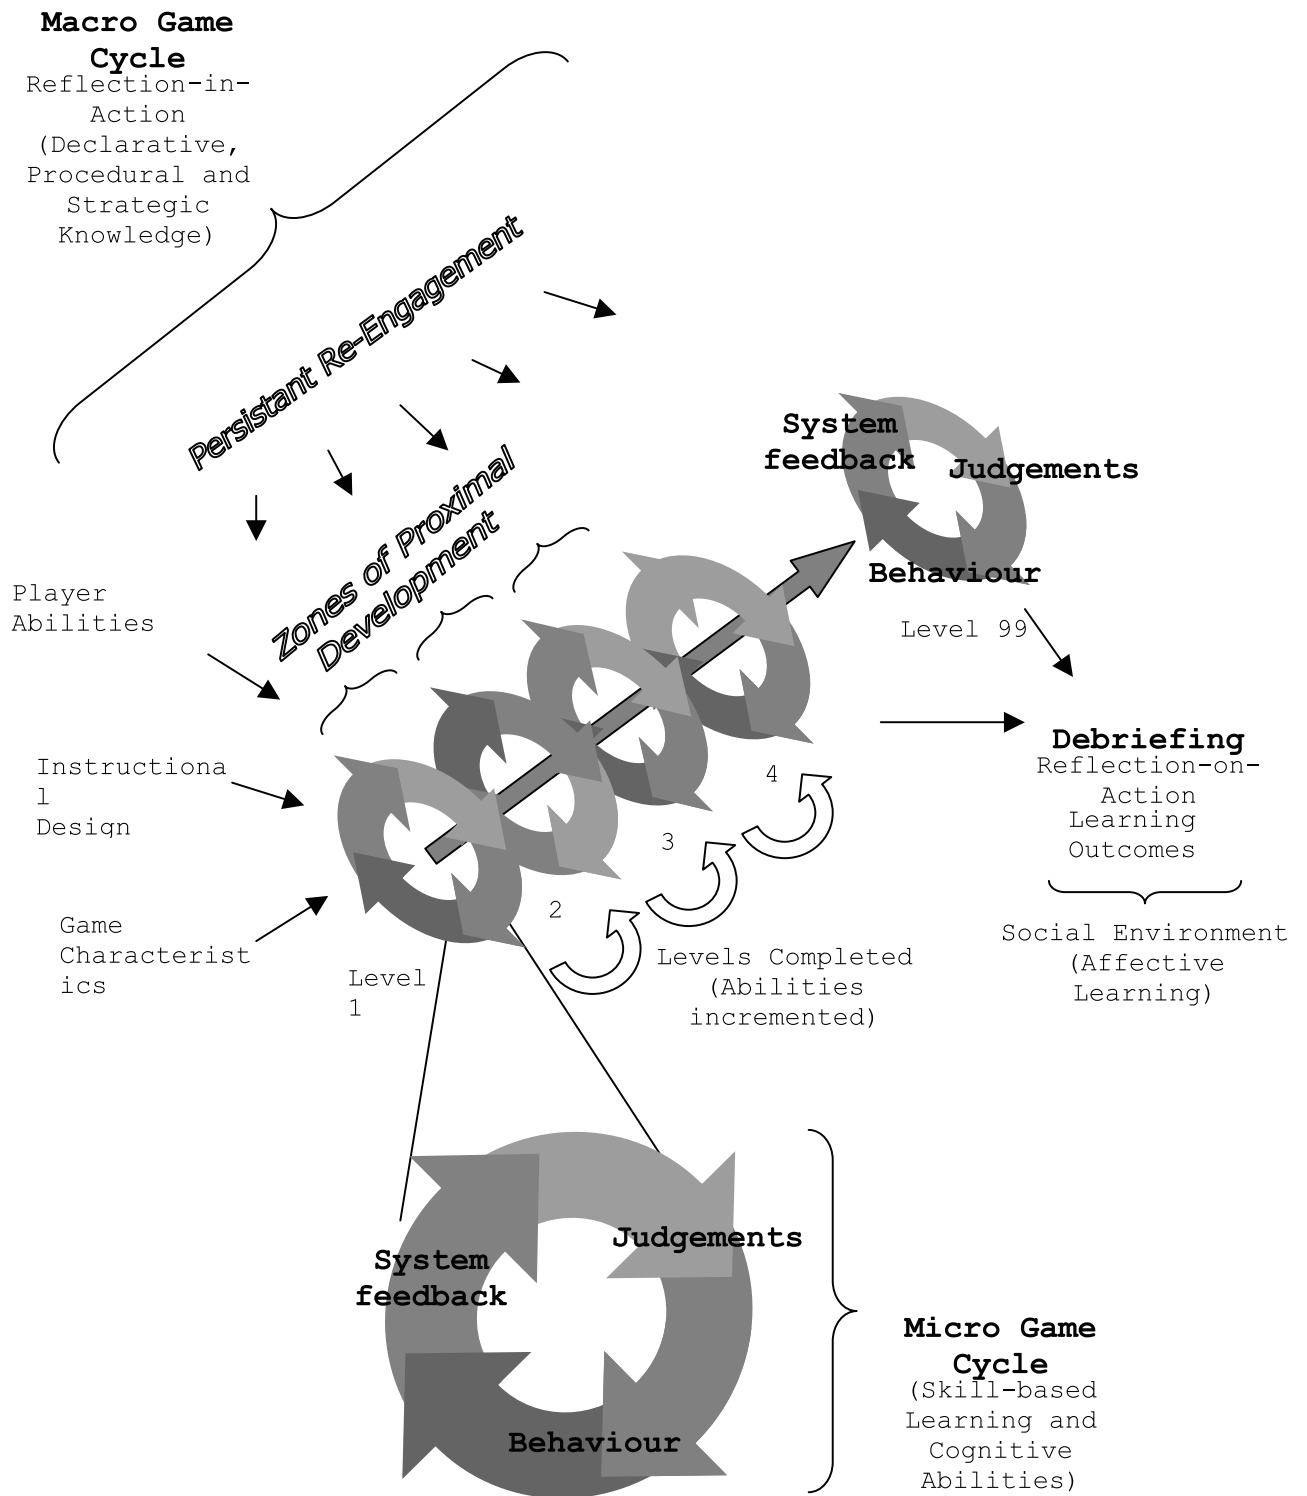 Macro Game
Cycle
Reflection-in-
Action
(Declarative,
Procedural and
Strategic
Knowledge)
Persistant Re-Engagement
Zones of Proximal
Development
System
feedback
Judgements
Behaviour
Level 99
Player
Abilities
Instructiona
l
Design
Game
Characterist
ics
Level
1
2
3
4
Levels Completed
(Abilities
incremented)
Debriefing
Reflection-on-
Action
Learning
Outcomes
Social Environment
(Affective
Learning)
System
feedback
Judgements
Behaviour
Micro Game
Cycle
(Skill-based
Learning and
Cognitive
Abilities)